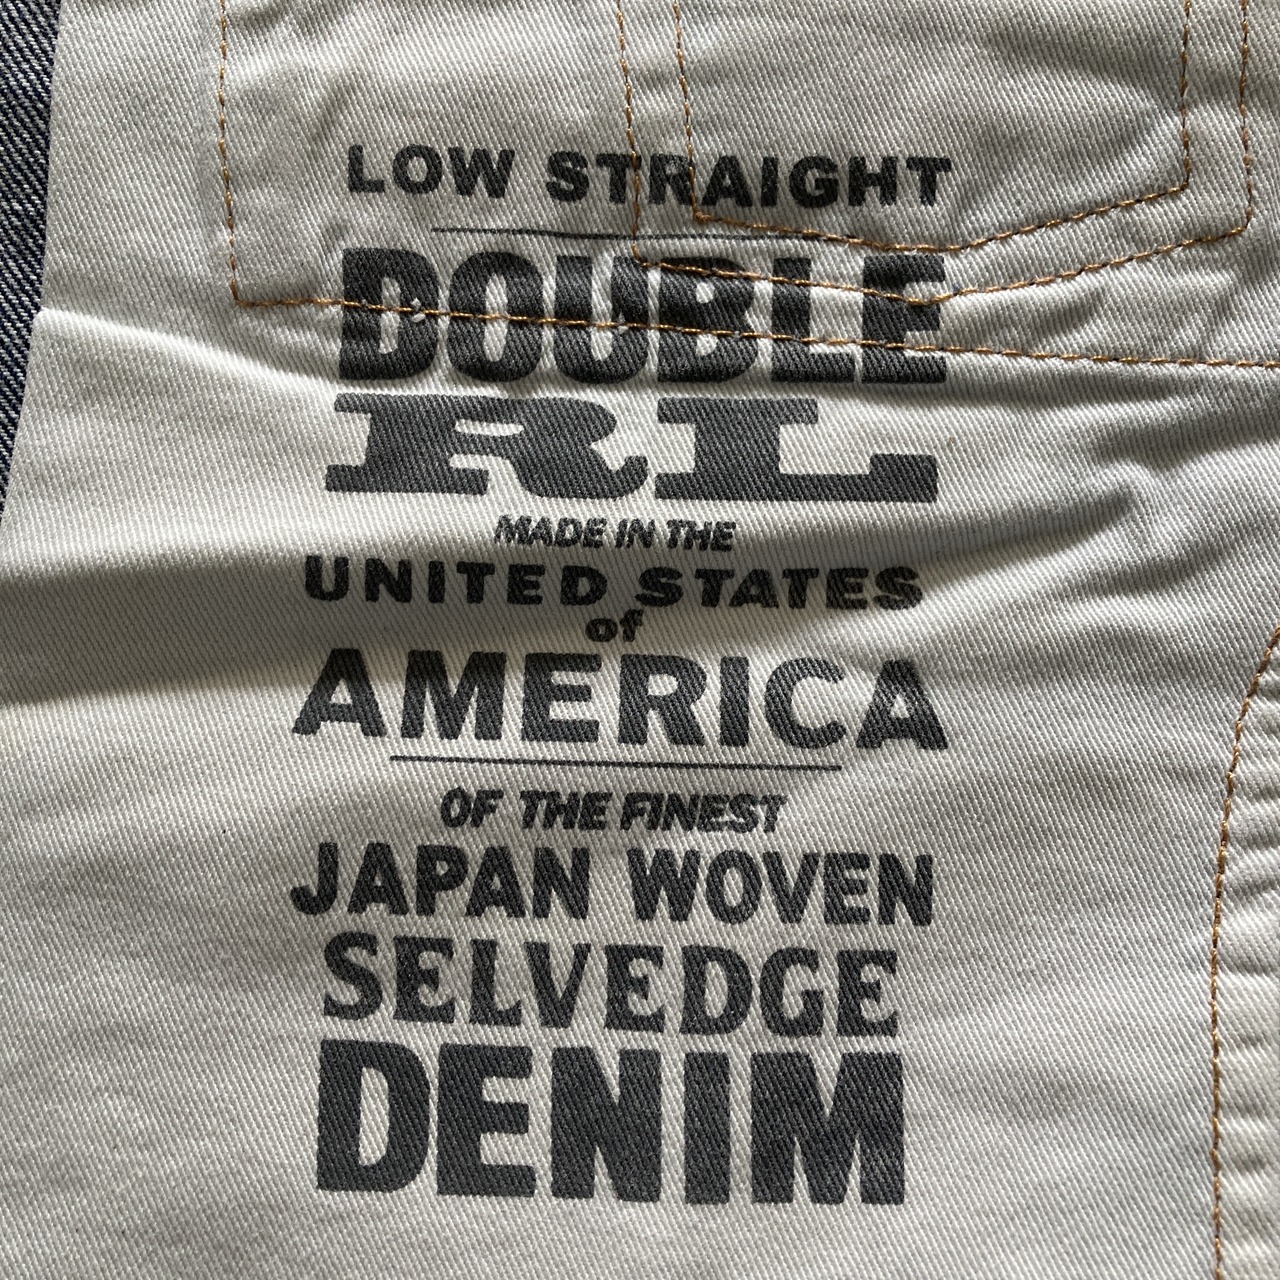 LOW STRAIGHT
DOUBLE
RL
MADE IN THE
UNITED STATES
of
AMERICA
OF THE FINEST
JAPAN WOVEN
SELVEDGE
DENIM